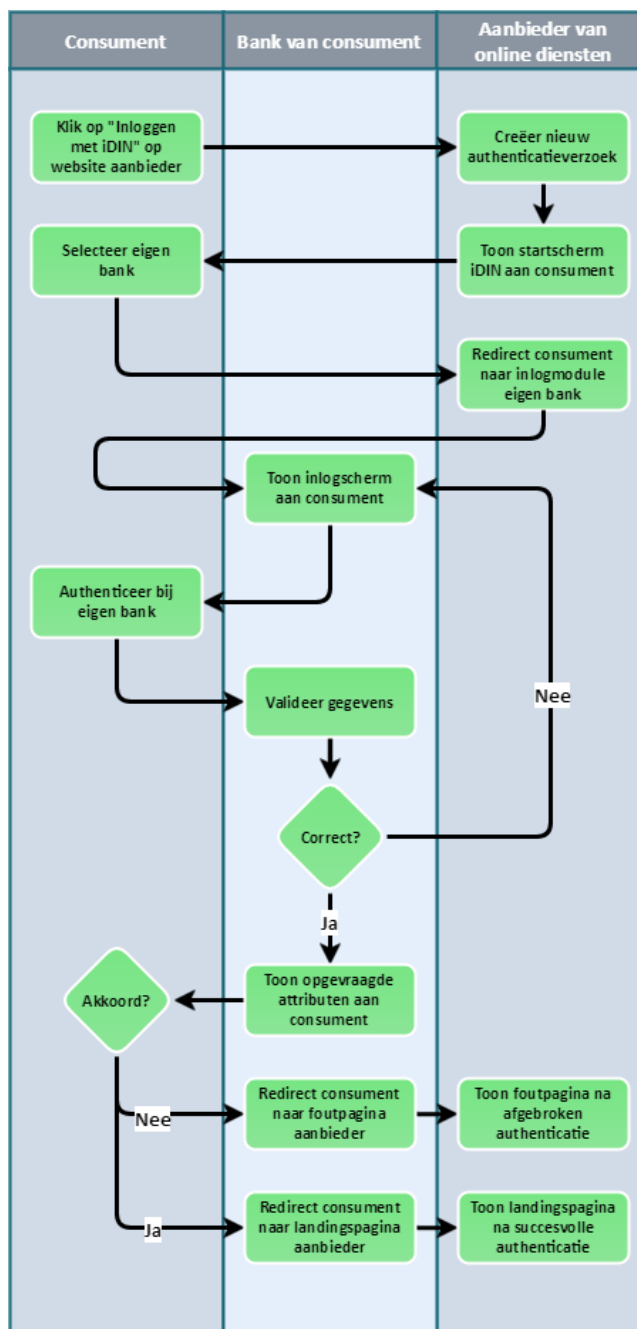 Consument
Bank van consument
Aanbieder van
online diensten
Klik op "Inloggen
met iDIN" op
website aanbieder
Creëer nieuw
authenticatieverzoek
Selecteer eigen
bank
Toon startscherm
iDIN aan consument
Redirect consument
naar inlogmodule
eigen bank
Toon inlogscherm
aan consument
Authenticeer bij
eigen bank
Valideer gegevens
Nee
Correct?
Ja
Akkoord?
Toon opgevraagde
attributen aan
consument
Nee
Redirect consument
naar foutpagina
aanbieder
Toon foutpagina na
afgebroken
authenticatie
Ja
Redirect consument
naar landingspagina
aanbieder
Toon landingspagina
na succesvolle
authenticatie